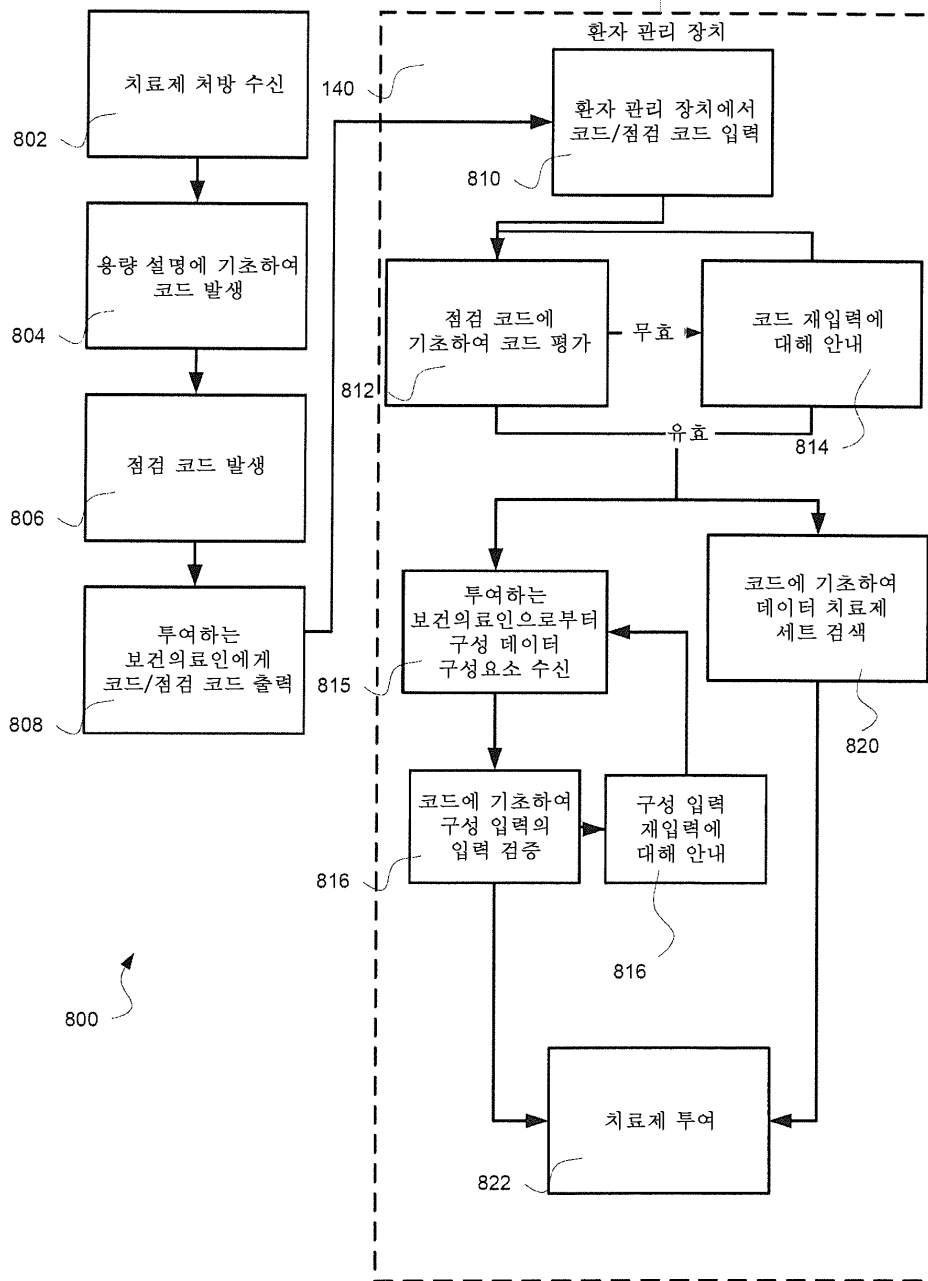 치료제 처방 수신
802
용량 설명에 기초하여
코드 발생
804
점검 코드 발생
806
투여하는
보건의료인에게
코드/점검 코드 출력
808
800
환자 관리 장치
140
환자 관리 장치에서
코드/점검 코드 입력
810
점검 코드에
기초하여 코드 평가
812
무효
코드 재입력에
대해 안내
814
유효
투여하는
보건의료인으로부터
구성 데이터
구성요소 수신
815
코드에 기초하여
데이터 치료제
세트 검색
820
코드에 기초하여
구성 입력의
입력 검증
816
구성 입력
재입력에
대해 안내
816
치료제 투여
822